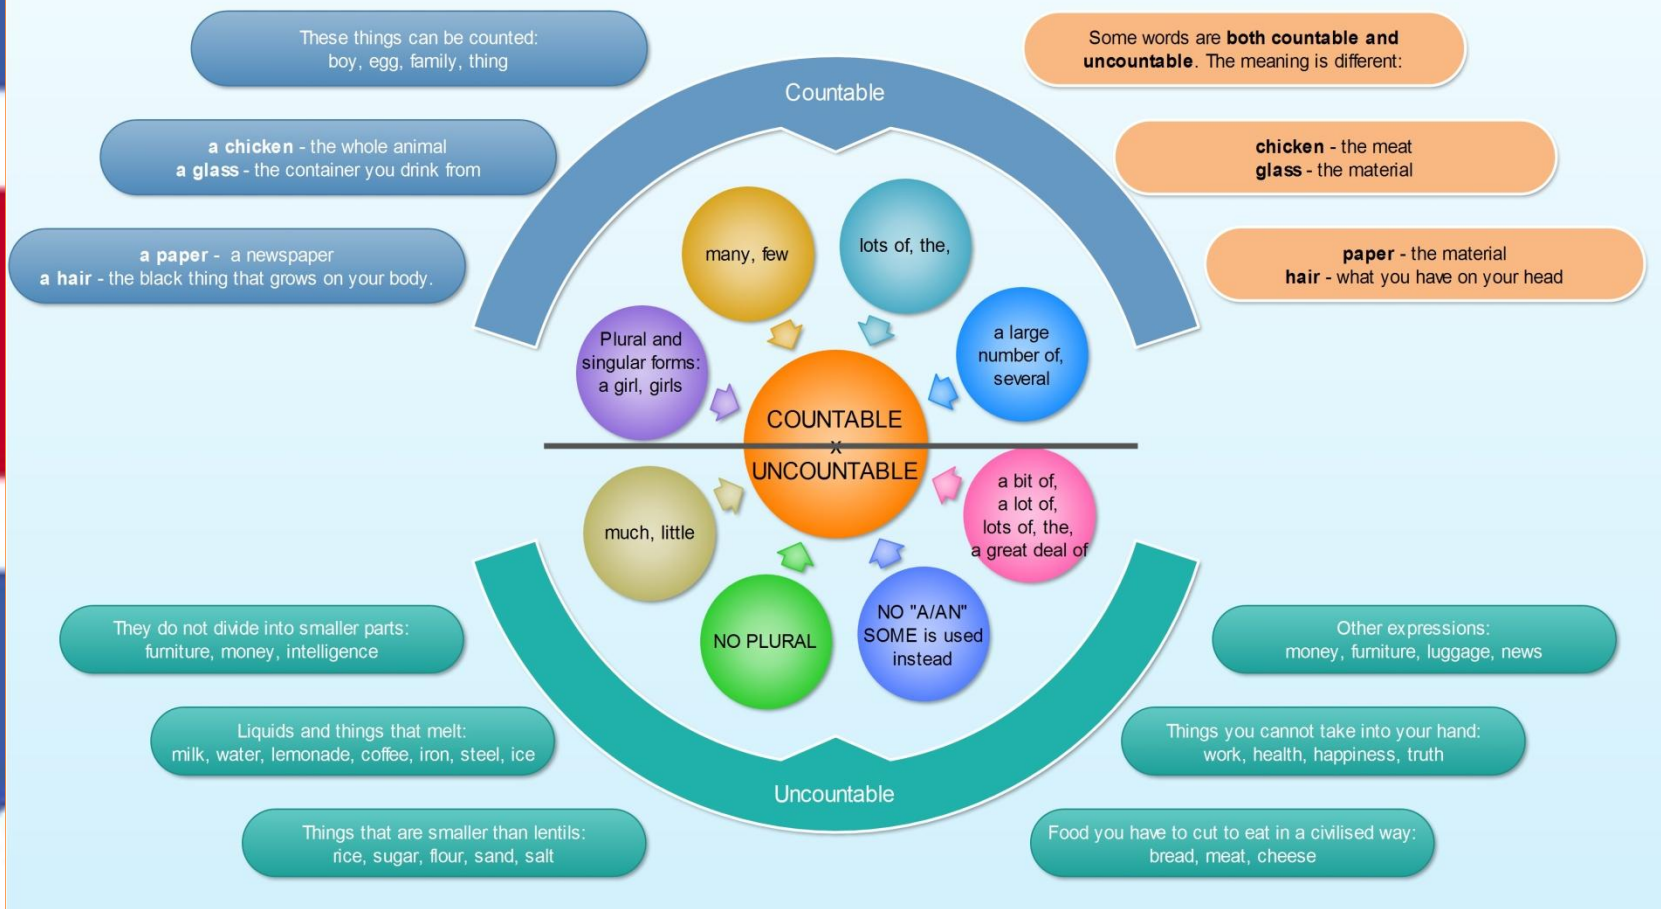 These things can be counted:
boy, egg, family, thing
a chicken - the whole animal
a glass - the container you drink from
a paper -  a newspaper
a hair - the black thing that grows on your body.
Some words are both countable and
uncountable. The meaning is different:
chicken - the meat
glass - the material
paper - the material
hair - what you have on your head
Countable
many, few
lots of, the,
Plural and
singular forms:
a girl, girls
a large
number of,
several
COUNTABLE
x
UNCOUNTABLE
much, little
a bit of,
a lot of,
lots of, the,
a great deal of
NO PLURAL
NO "A/AN"
SOME is used
instead
Uncountable
They do not divide into smaller parts:
furniture, money, intelligence
Liquids and things that melt:
milk, water, lemonade, coffee, iron, steel, ice
Things that are smaller than lentils:
rice, sugar, flour, sand, salt
Other expressions:
money, furniture, luggage, news
Things you cannot take into your hand:
work, health, happiness, truth
Food you have to cut to eat in a civilised way:
bread, meat, cheese